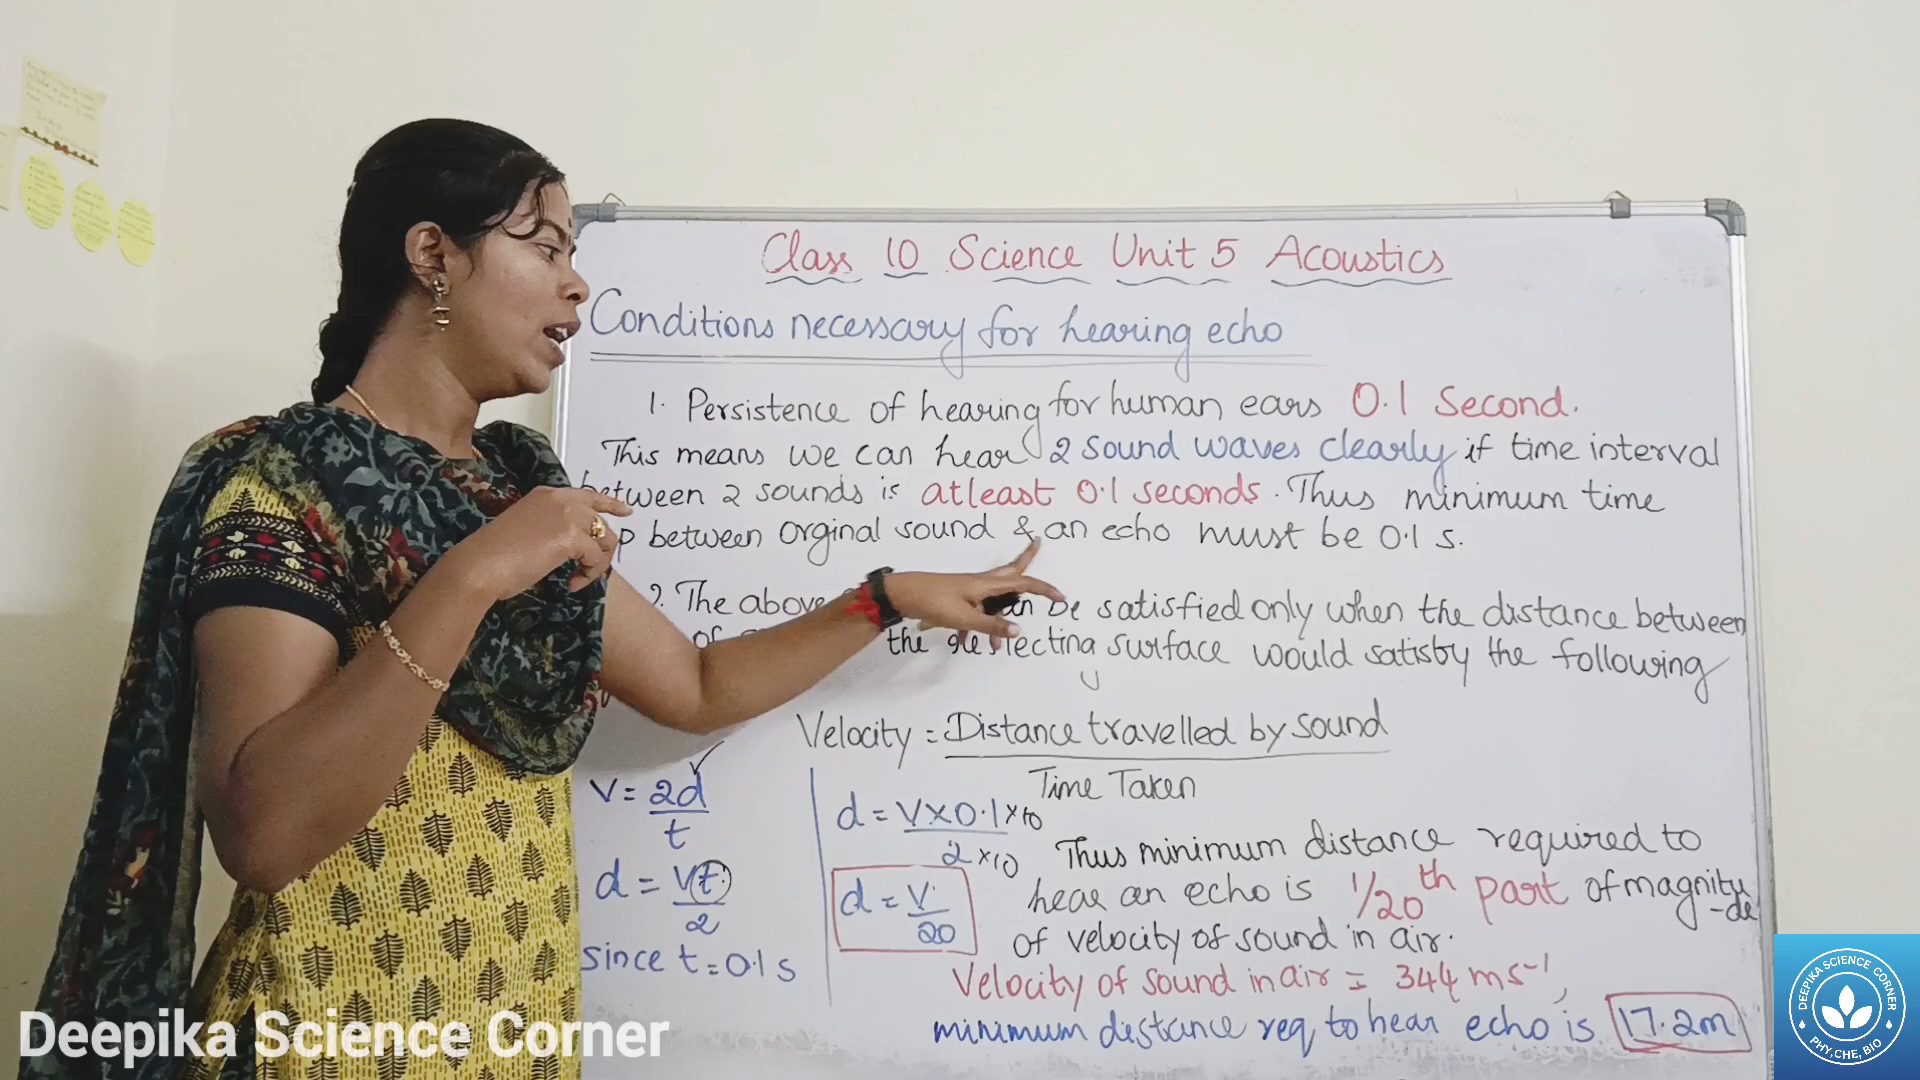 Class 10 Science Unit 5 Acoustics
Conditions necessary for hearing echo
1. Persistence of hearing for human ears 0.1 Second.
This means we can hear 2 sound waves clearly if time interval
between 2 sounds is atleast 0.1 seconds. Thus minimum time
between orginal sound & an echo must be 0.1 s.
2. The above be satisfied only when the distance between
of the reflecting surface would satisby the following
Velocity = Distance travelled by sound
Time Taken
V = 2d
t
d = Vt
2
since t = 0.1 s
d = V×0.1 ×10
2 ×10
d = V
20
Thus minimum distance required to
hear an echo is 1/20th part of magnitu
-de
of velocity of sound in air.
Velocity of sound in air = 344 ms-1,
minimum distance req to hear echo is 17.2m
Deepika Science Corner
DEEPIKA SCIENCE CORNER
PHY, CHE, BIO